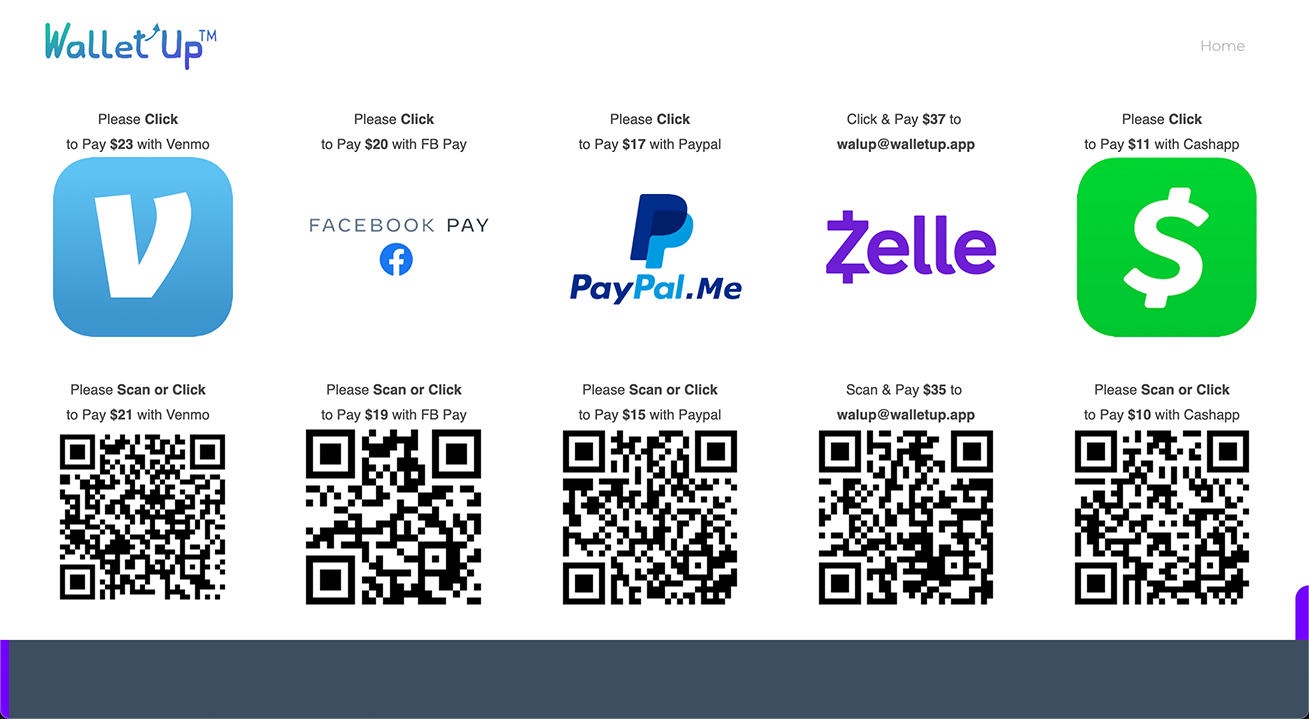 Wallet Up™
Home
Please Click
to Pay $23 with Venmo
Please Click
to Pay $20 with FB Pay
Please Click
to Pay $17 with Paypal
Click & Pay $37 to
walup@walletup.app
Please Click
to Pay $11 with Cashapp
V
FACEBOOK PAY
f
P
PayPal.Me
Zelle
$
Please Scan or Click
to Pay $21 with Venmo
Please Scan or Click
to Pay $19 with FB Pay
Please Scan or Click
to Pay $15 with Paypal
Scan & Pay $35 to
walup@walletup.app
Please Scan or Click
to Pay $10 with Cashapp